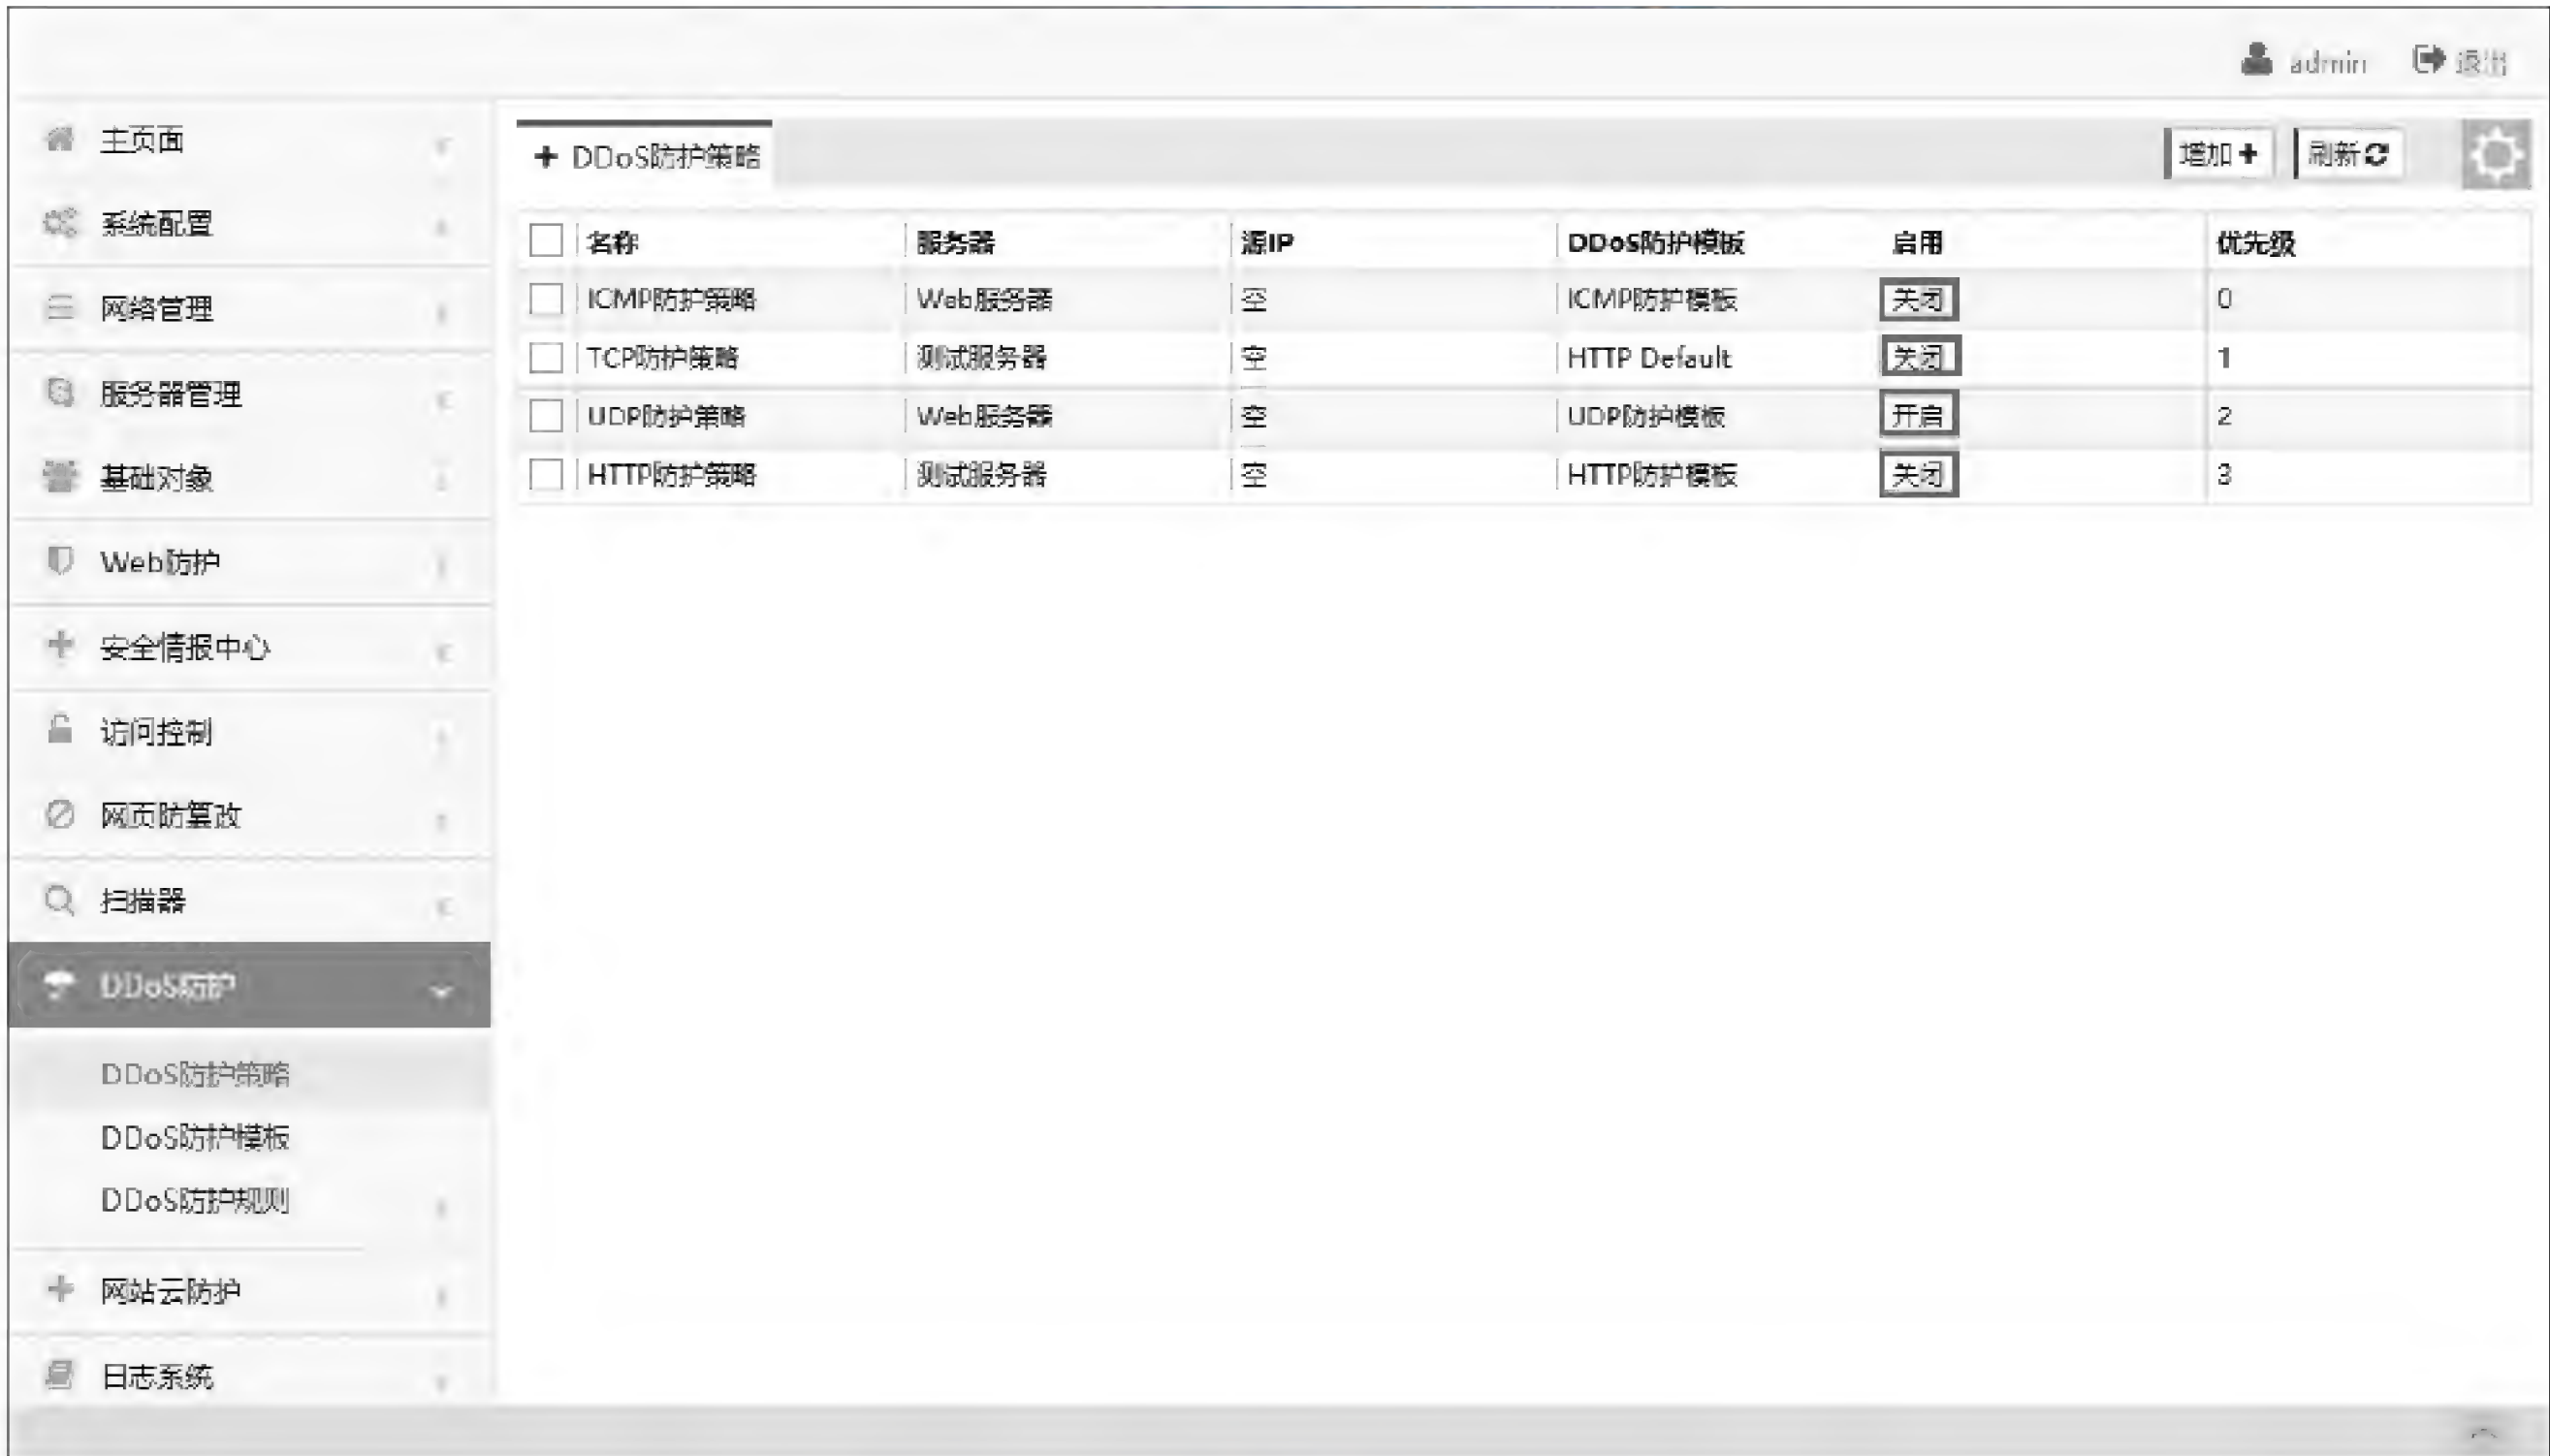 admin 退出
主页面
系统配置
网络管理
服务器管理
基础对象
Web防护
安全情报中心
访问控制
网页防篡改
扫描器
DDoS防护
DDoS防护策略
DDoS防护模板
DDoS防护规则
网站云防护
日志系统
DDoS防护策略 增加 刷新
名称 服务器 源IP DDoS防护模板 启用 优先级
ICMP防护策略 Web服务器 空 ICMP防护模板 关闭 0
TCP防护策略 测试服务器 空 HTTP Default 关闭 1
UDP防护策略 Web服务器 空 UDP防护模板 开启 2
HTTP防护策略 测试服务器 空 HTTP防护模板 关闭 3